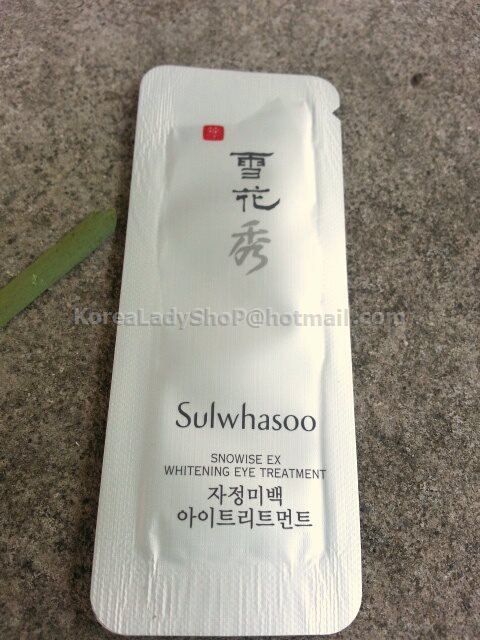 雪
花
秀
KoreaLadyShoP@hotmail.com
Sulwhasoo
SNOWISE EX
WHITENING EYE TREATMENT
자정미백
아이트리트먼트